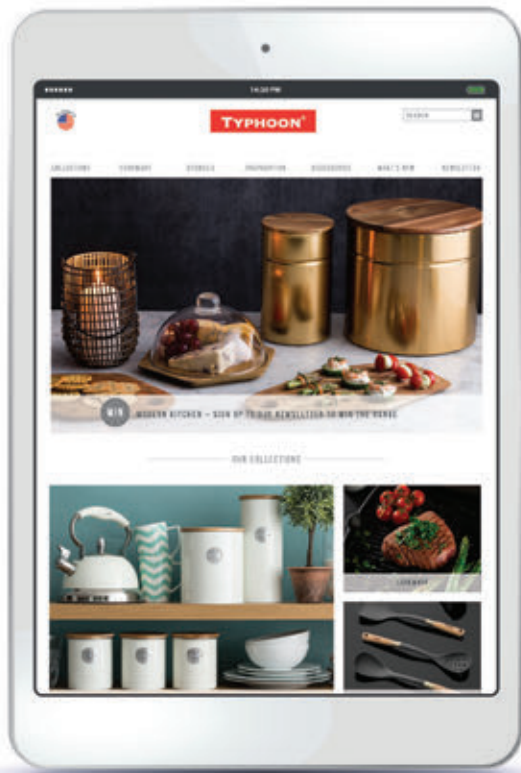 14:20 PM
TYPHOON®
SEARCH
COLLECTIONS STORAGE PREPARATION ACCESSORIES WHAT'S NEW NEWSLETTER
WIN MODERN KITCHEN – SIGN UP TO OUR NEWSLETTER TO WIN THE RANGE
OUR COLLECTIONS